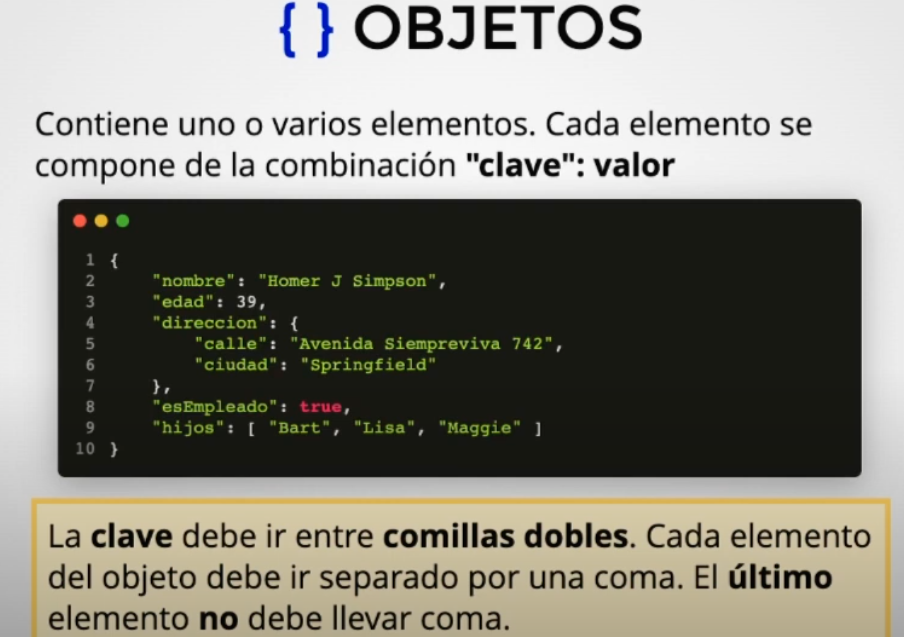 { } OBJETOS
Contiene uno o varios elementos. Cada elemento se
compone de la combinación "clave": valor
1 {
2 "nombre": "Homer J Simpson",
3 "edad": 39,
4 "direccion": {
5 "calle": "Avenida Siempreviva 742",
6 "ciudad": "Springfield"
7 },
8 "esEmpleado": true,
9 "hijos": [ "Bart", "Lisa", "Maggie" ]
10 }
La clave debe ir entre comillas dobles. Cada elemento
del objeto debe ir separado por una coma. El último
elemento no debe llevar coma.